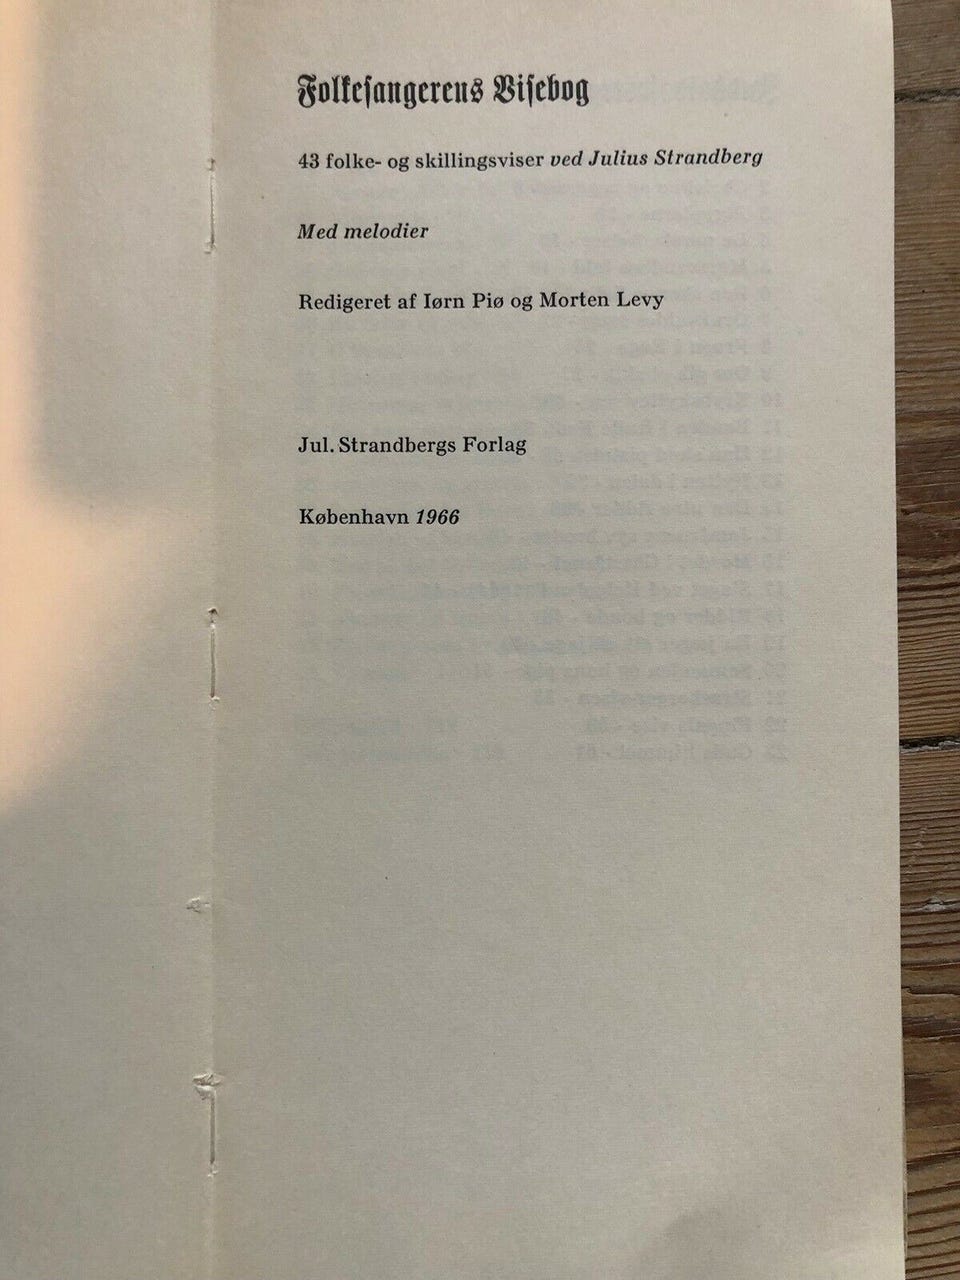 Folkeſangerens Viſebog
43 folke- og skillingsviser ved Julius Strandberg
Med melodier
Redigeret af Iørn Piø og Morten Levy
Jul. Strandbergs Forlag
København 1966